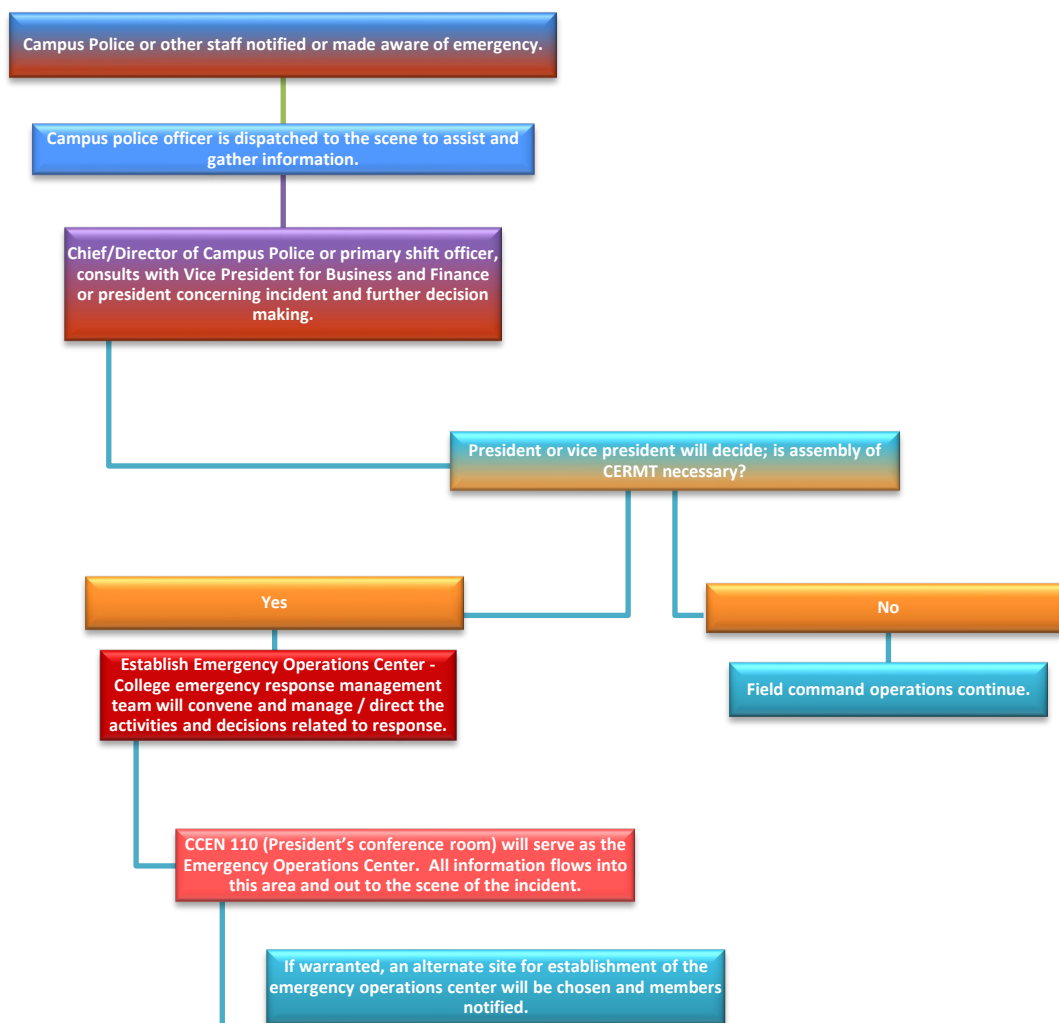 Campus Police or other staff notified or made aware of emergency.
Campus police officer is dispatched to the scene to assist and
gather information.
Chief/Director of Campus Police or primary shift officer,
consults with Vice President for Business and Finance
or president concerning incident and further decision
making.
President or vice president will decide; is assembly of
CERMT necessary?
Yes
No
Establish Emergency Operations Center -
College emergency response management
team will convene and manage / direct the
activities and decisions related to response.
Field command operations continue.
CCEN 110 (President’s conference room) will serve as the
Emergency Operations Center.  All information flows into
this area and out to the scene of the incident.
If warranted, an alternate site for establishment of the
emergency operations center will be chosen and members
notified.